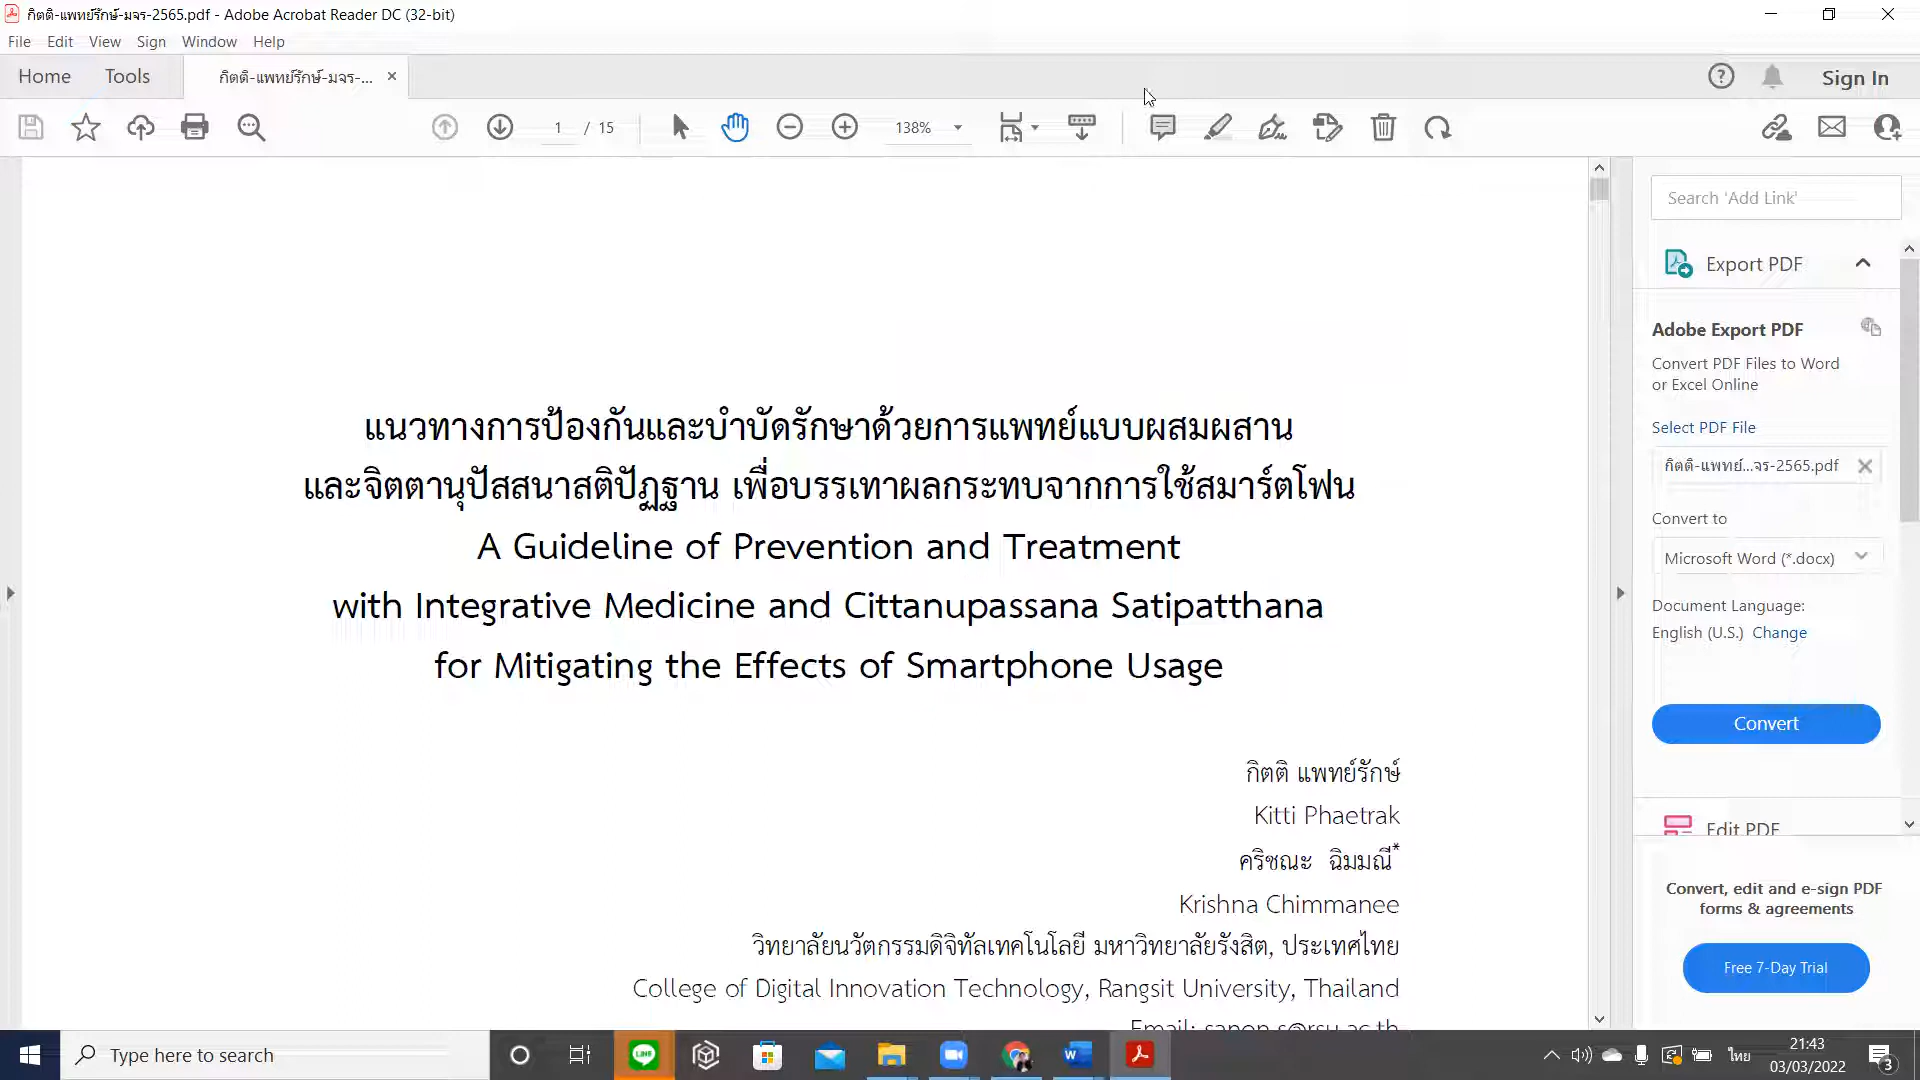 กิตติ-แพทย์รักษ์-มจร-2565.pdf - Adobe Acrobat Reader DC (32-bit)
File Edit View Sign Window Help
Home Tools กิตติ-แพทย์รักษ์-มจร-... ×
Sign In
1 / 15 138%
Search 'Add Link'
Export PDF
Adobe Export PDF
Convert PDF Files to Word
or Excel Online
Select PDF File
กิตติ-แพทย์...จร-2565.pdf
Convert to
Microsoft Word (*.docx)
Document Language:
English (U.S.) Change
Convert
Edit PDF
Convert, edit and e-sign PDF
forms & agreements
Free 7-Day Trial
แนวทางการป้องกันและบำบัดรักษาด้วยการแพทย์แบบผสมผสาน
และจิตตานุปัสสนาสติปัฏฐาน เพื่อบรรเทาผลกระทบจากการใช้สมาร์ตโฟน
A Guideline of Prevention and Treatment
with Integrative Medicine and Cittanupassana Satipatthana
for Mitigating the Effects of Smartphone Usage
กิตติ แพทย์รักษ์
Kitti Phaetrak
คริชณะ ฉิมมณี*
Krishna Chimmanee
วิทยาลัยนวัตกรรมดิจิทัลเทคโนโลยี มหาวิทยาลัยรังสิต, ประเทศไทย
College of Digital Innovation Technology, Rangsit University, Thailand
Email: sanon.s@rsu.ac.th
Type here to search
LINE
ไทย
21:43
03/03/2022
3